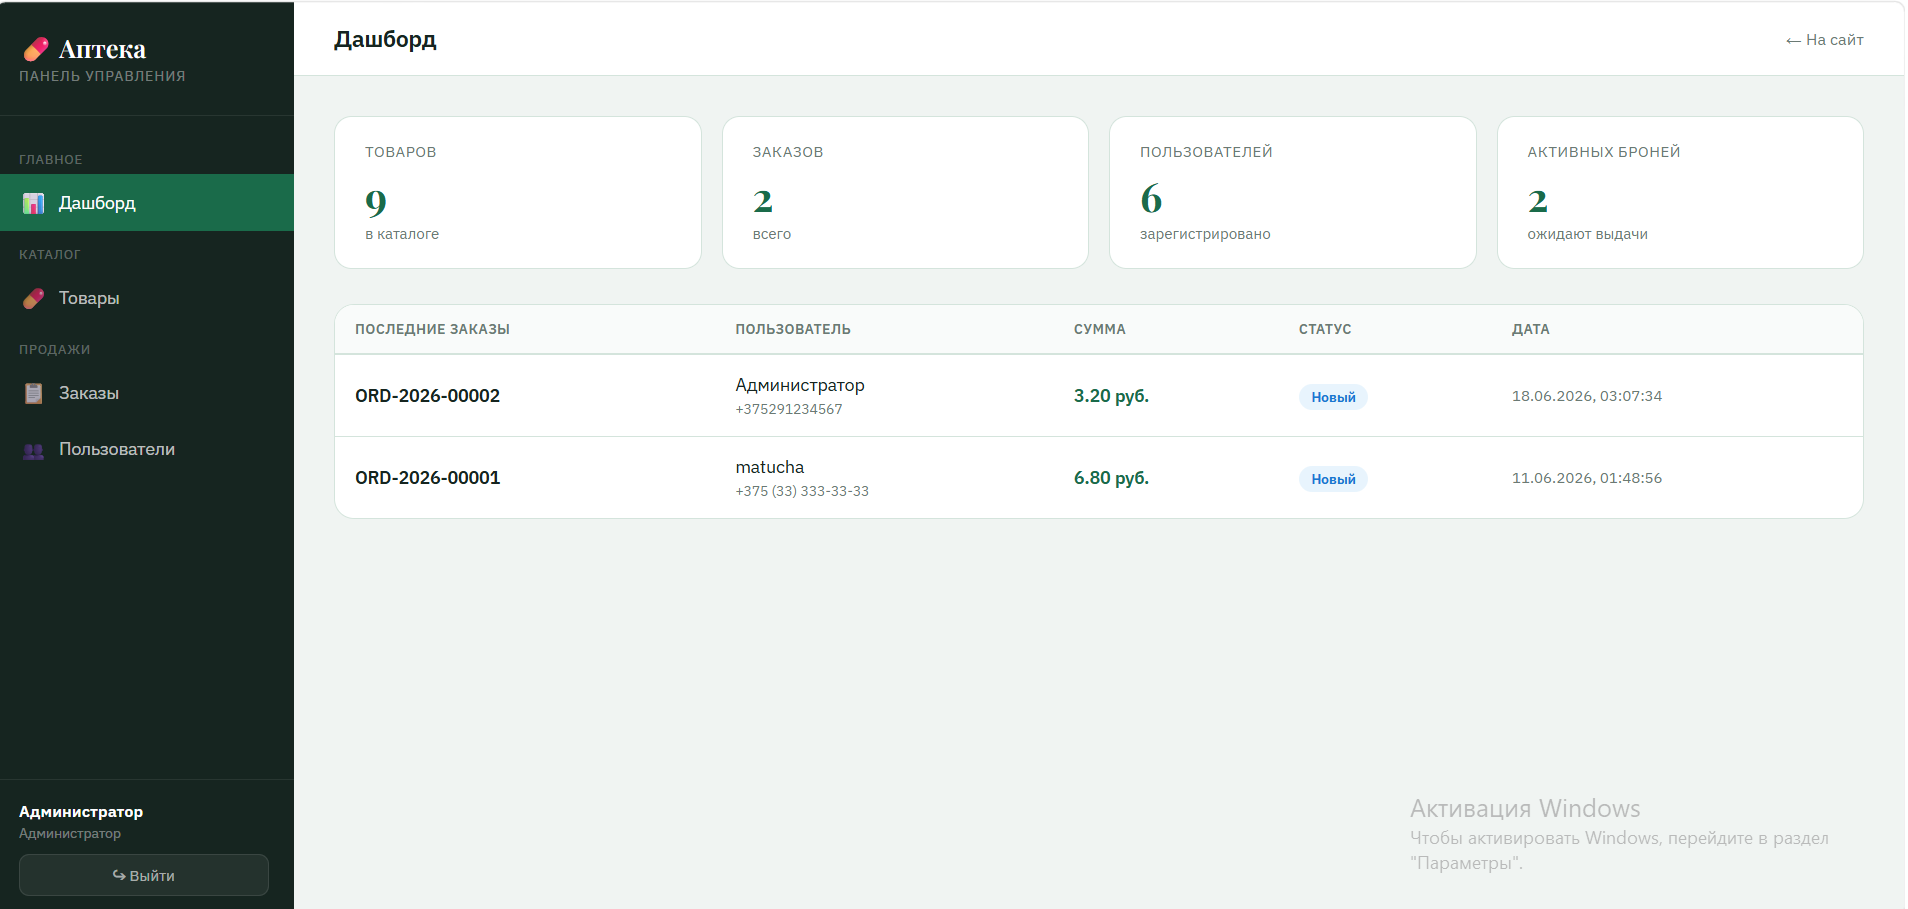 Аптека
ПАНЕЛЬ УПРАВЛЕНИЯ
ГЛАВНОЕ
Дашборд
КАТАЛОГ
Товары
ПРОДАЖИ
Заказы
Пользователи
Администратор
Администратор
↪ Выйти
Дашборд
← На сайт
ТОВАРОВ
9
в каталоге
ЗАКАЗОВ
2
всего
ПОЛЬЗОВАТЕЛЕЙ
6
зарегистрировано
АКТИВНЫХ БРОНЕЙ
2
ожидают выдачи
ПОСЛЕДНИЕ ЗАКАЗЫ ПОЛЬЗОВАТЕЛЬ СУММА СТАТУС ДАТА
ORD-2026-00002 Администратор 3.20 руб. Новый 18.06.2026, 03:07:34
+375291234567
ORD-2026-00001 matucha 6.80 руб. Новый 11.06.2026, 01:48:56
+375 (33) 333-33-33
Активация Windows
Чтобы активировать Windows, перейдите в раздел
"Параметры".